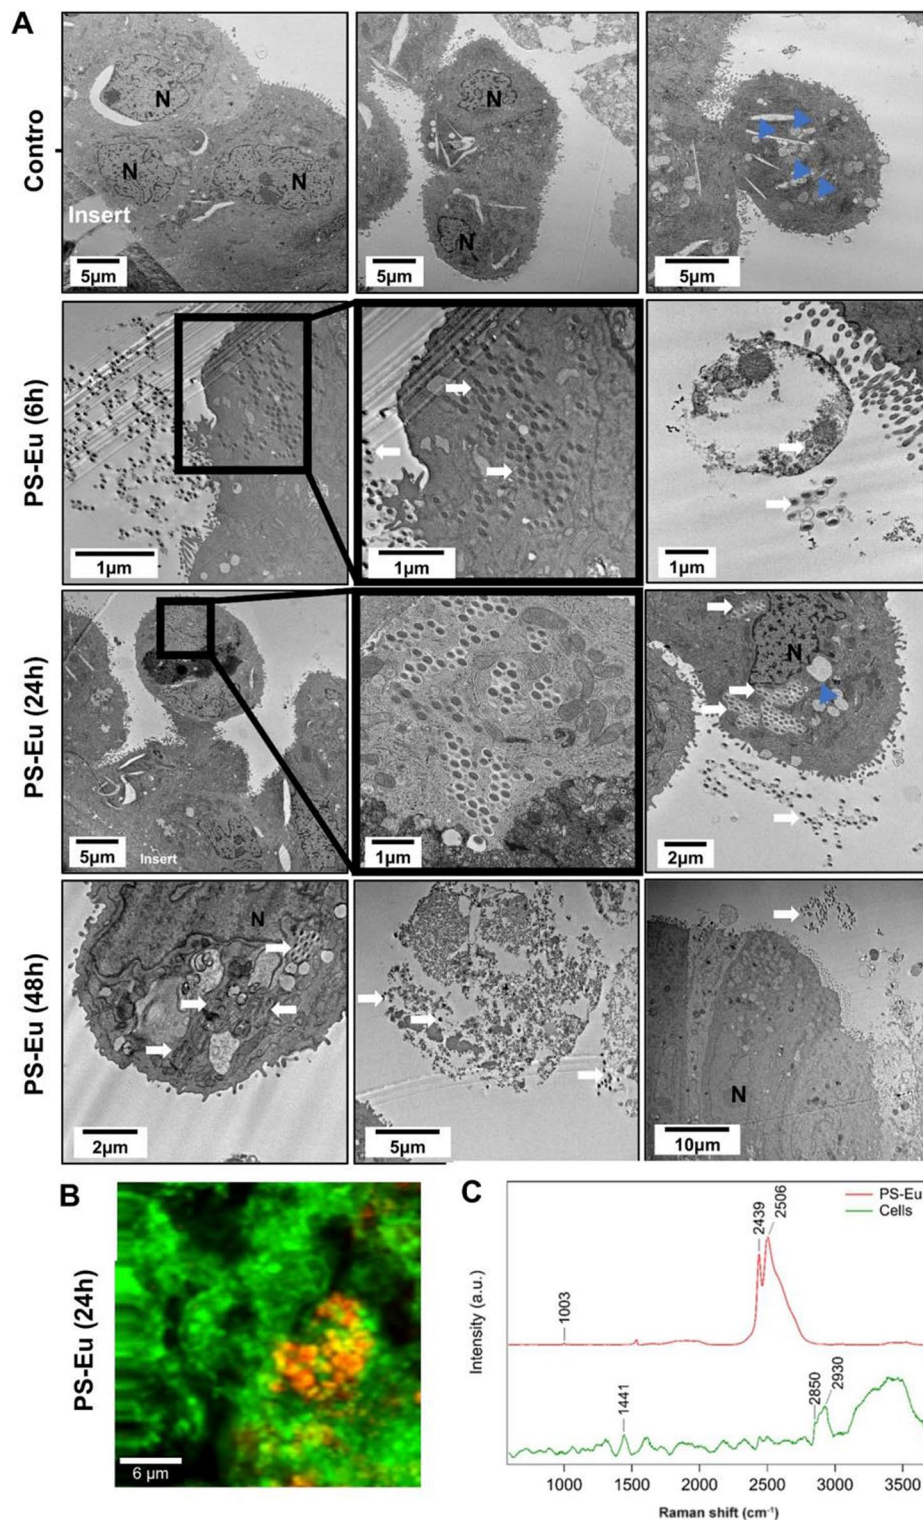 A
Contro
N
N
N
Insert
5µm
N
N
5µm
5µm
PS-Eu (6h)
1µm
1µm
1µm
PS-Eu (24h)
5µm
Insert
1µm
N
2µm
PS-Eu (48h)
N
2µm
5µm
N
10µm
B
PS-Eu (24h)
6 µm
C
PS-Eu
Cells
Intensity (a.u.)
1003
2439
2506
1441
2850
2930
1000
1500
2000
2500
3000
3500
Raman shift (cm⁻¹)